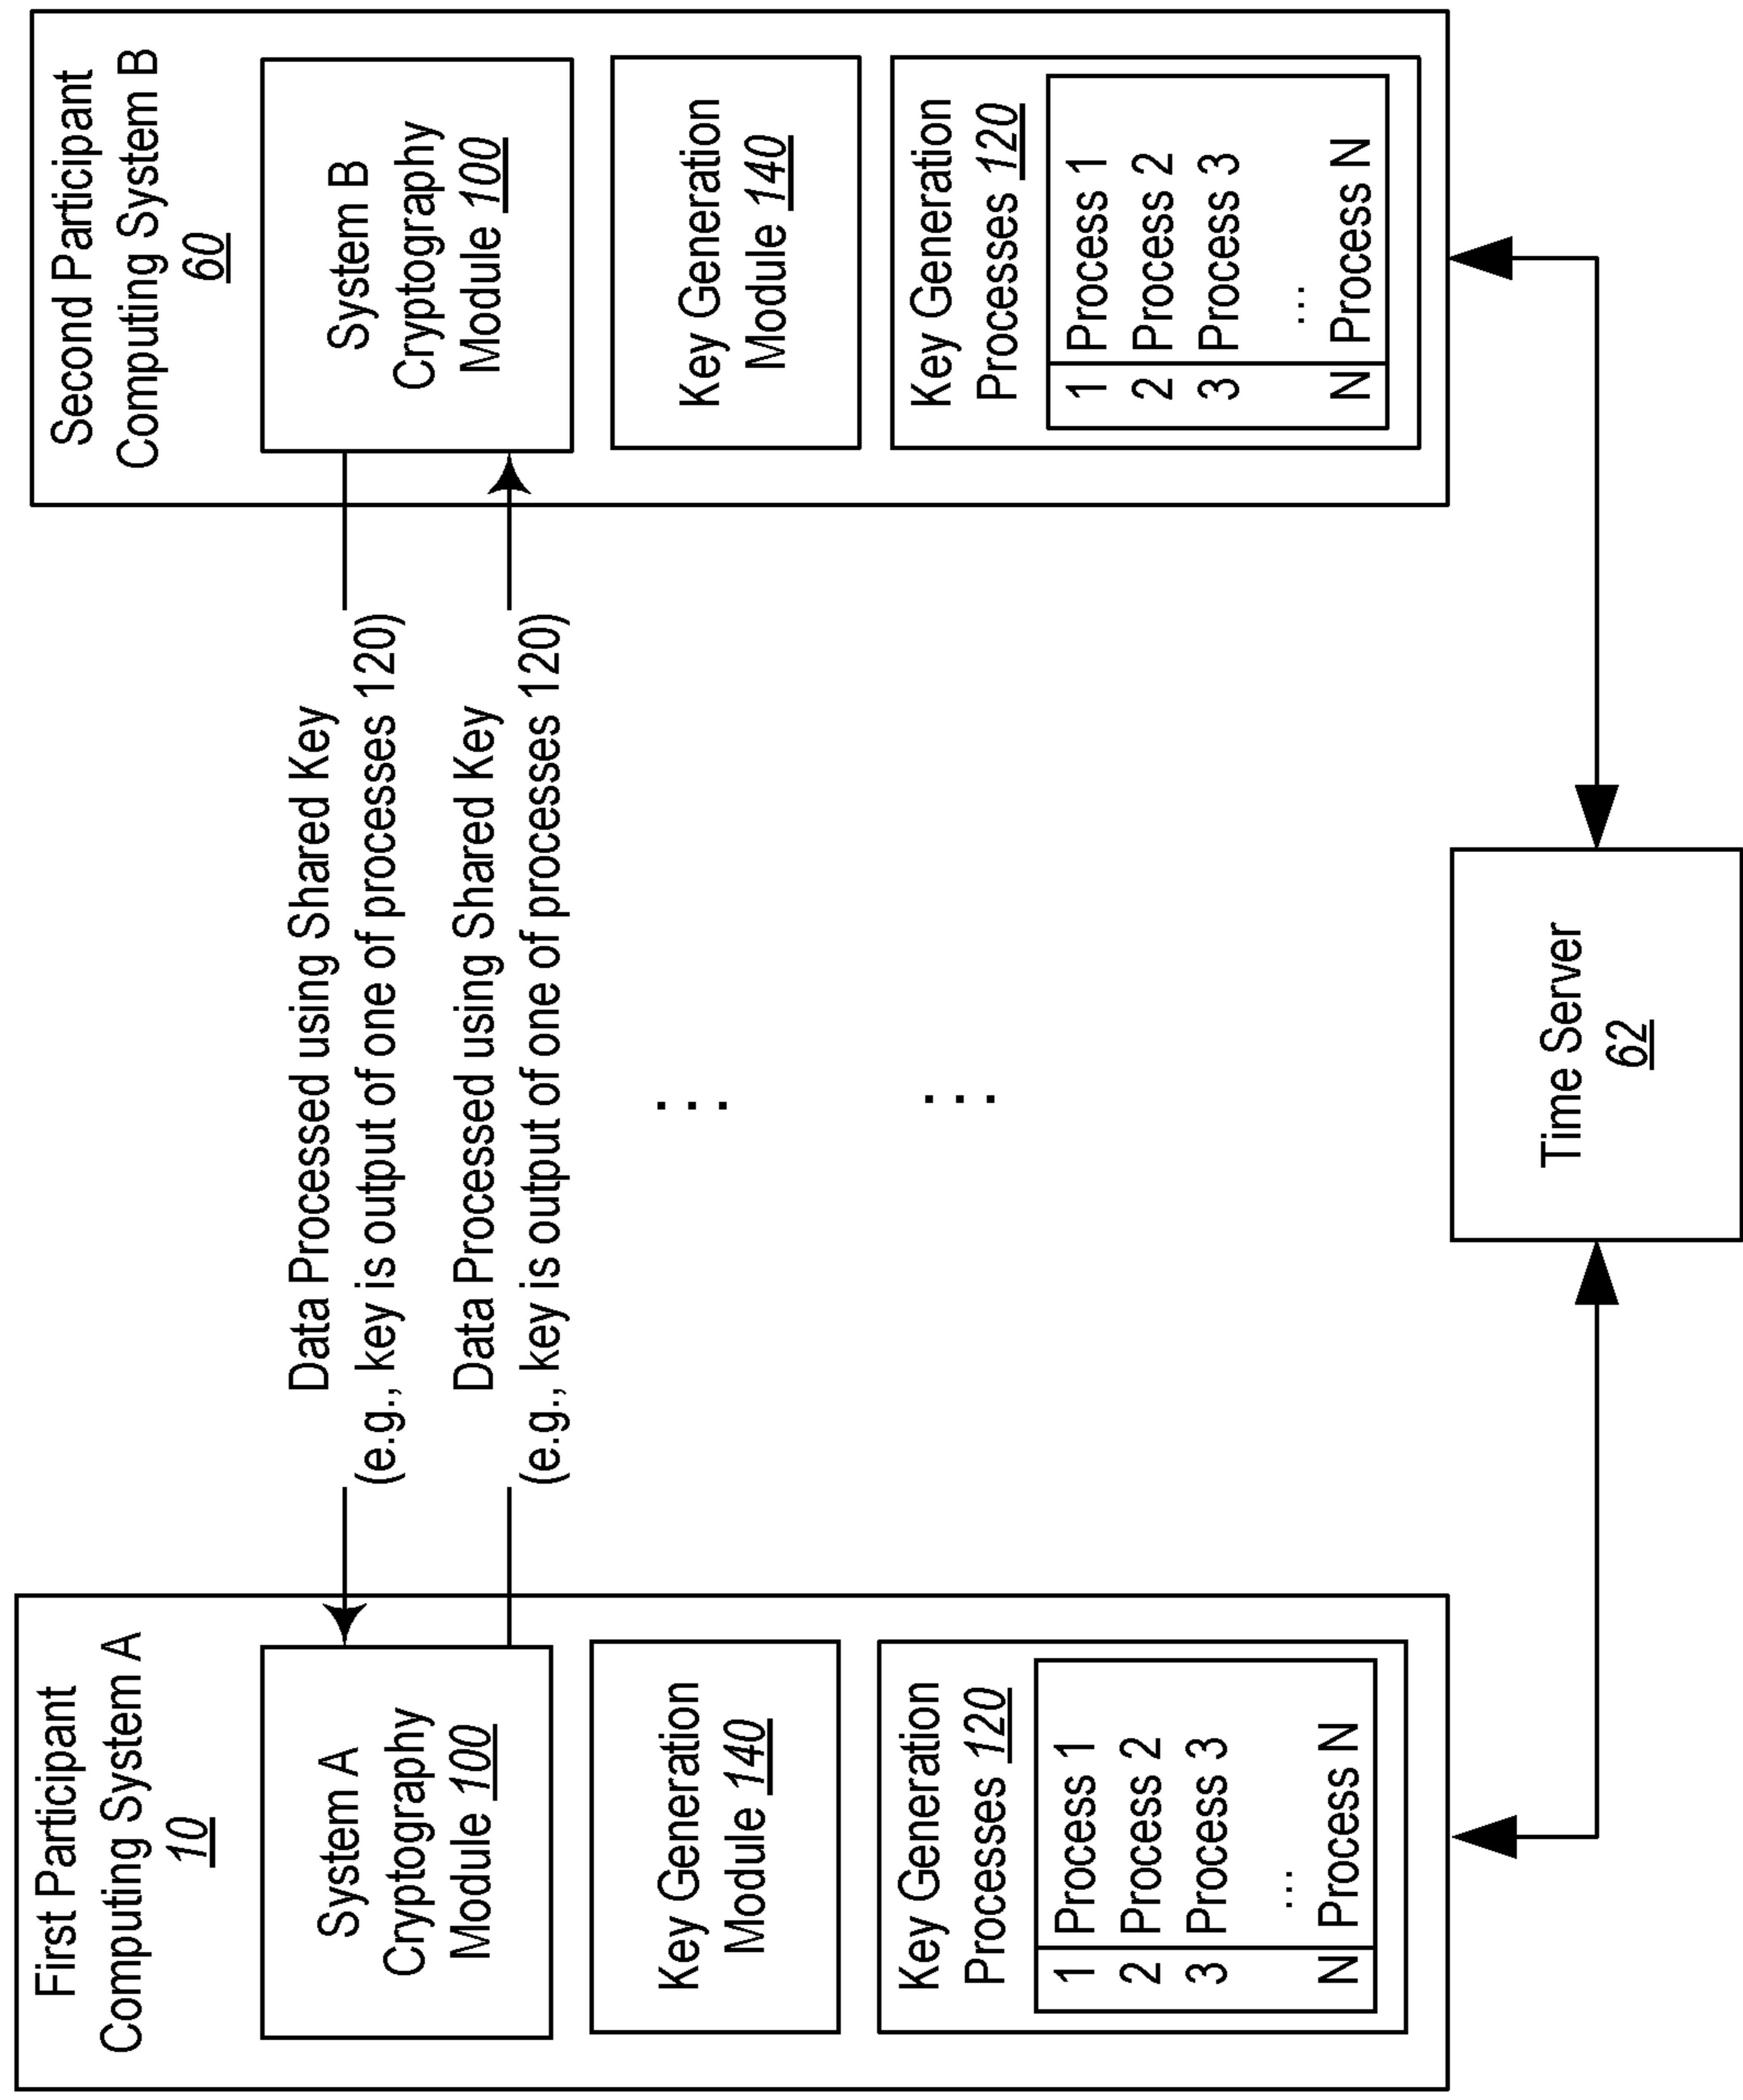 First Participant
Computing System A
10
System A
Cryptography
Module 100
Key Generation
Module 140
Key Generation
Processes 120
1 Process 1
2 Process 2
3 Process 3
...
N Process N
Data Processed using Shared Key
(e.g., key is output of one of processes 120)
Data Processed using Shared Key
(e.g., key is output of one of processes 120)
...
...
Second Participant
Computing System B
60
System B
Cryptography
Module 100
Key Generation
Module 140
Key Generation
Processes 120
1 Process 1
2 Process 2
3 Process 3
...
N Process N
Time Server
62